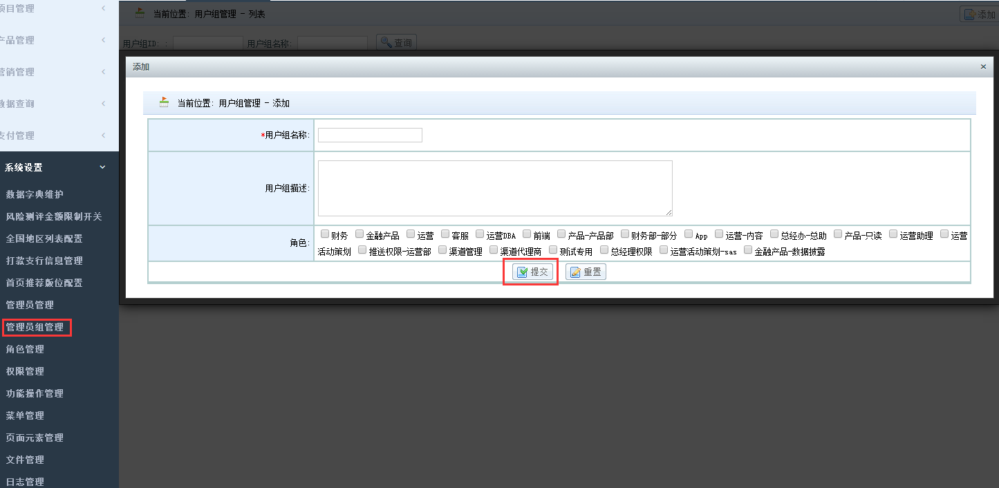 项目管理
产品管理
营销管理
数据查询
支付管理
系统设置
数据字典维护
风险测评金额限制开关
全国地区列表配置
打款支行信息管理
首页推荐版位配置
管理员管理
管理员组管理
角色管理
权限管理
功能操作管理
菜单管理
页面元素管理
文件管理
日志管理
当前位置: 用户组管理 - 列表
添加
用户组ID: : 用户组名称: 查询
添加 ×
当前位置: 用户组管理 - 添加
*用户组名称:
用户组描述:
角色:
财务 金融产品 运营 客服 运营DBA 前端 产品-产品部 财务部-部分 App 运营-内容 总经办-总助 产品-只读 运营助理 运营
活动策划 推送权限-运营部 渠道管理 渠道代理商 测试专用 总经理权限 运营活动策划-sas 金融产品-数据披露
提交 重置